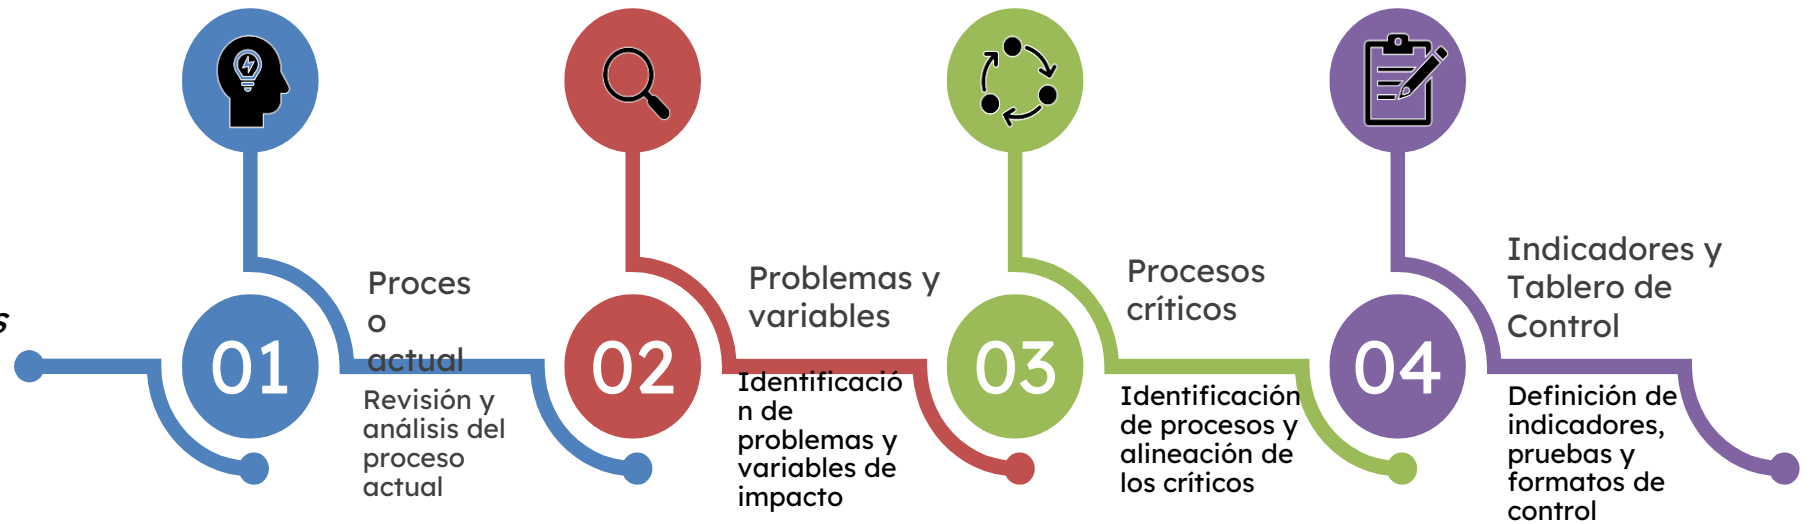 s
01
Proces
o
actual
Revisión y
análisis del
proceso
actual
02
Problemas y
variables
Identificació
n de
problemas y
variables de
impacto
03
Procesos
críticos
Identificación
de procesos y
alineación de
los críticos
04
Indicadores y
Tablero de
Control
Definición de
indicadores,
pruebas y
formatos de
control